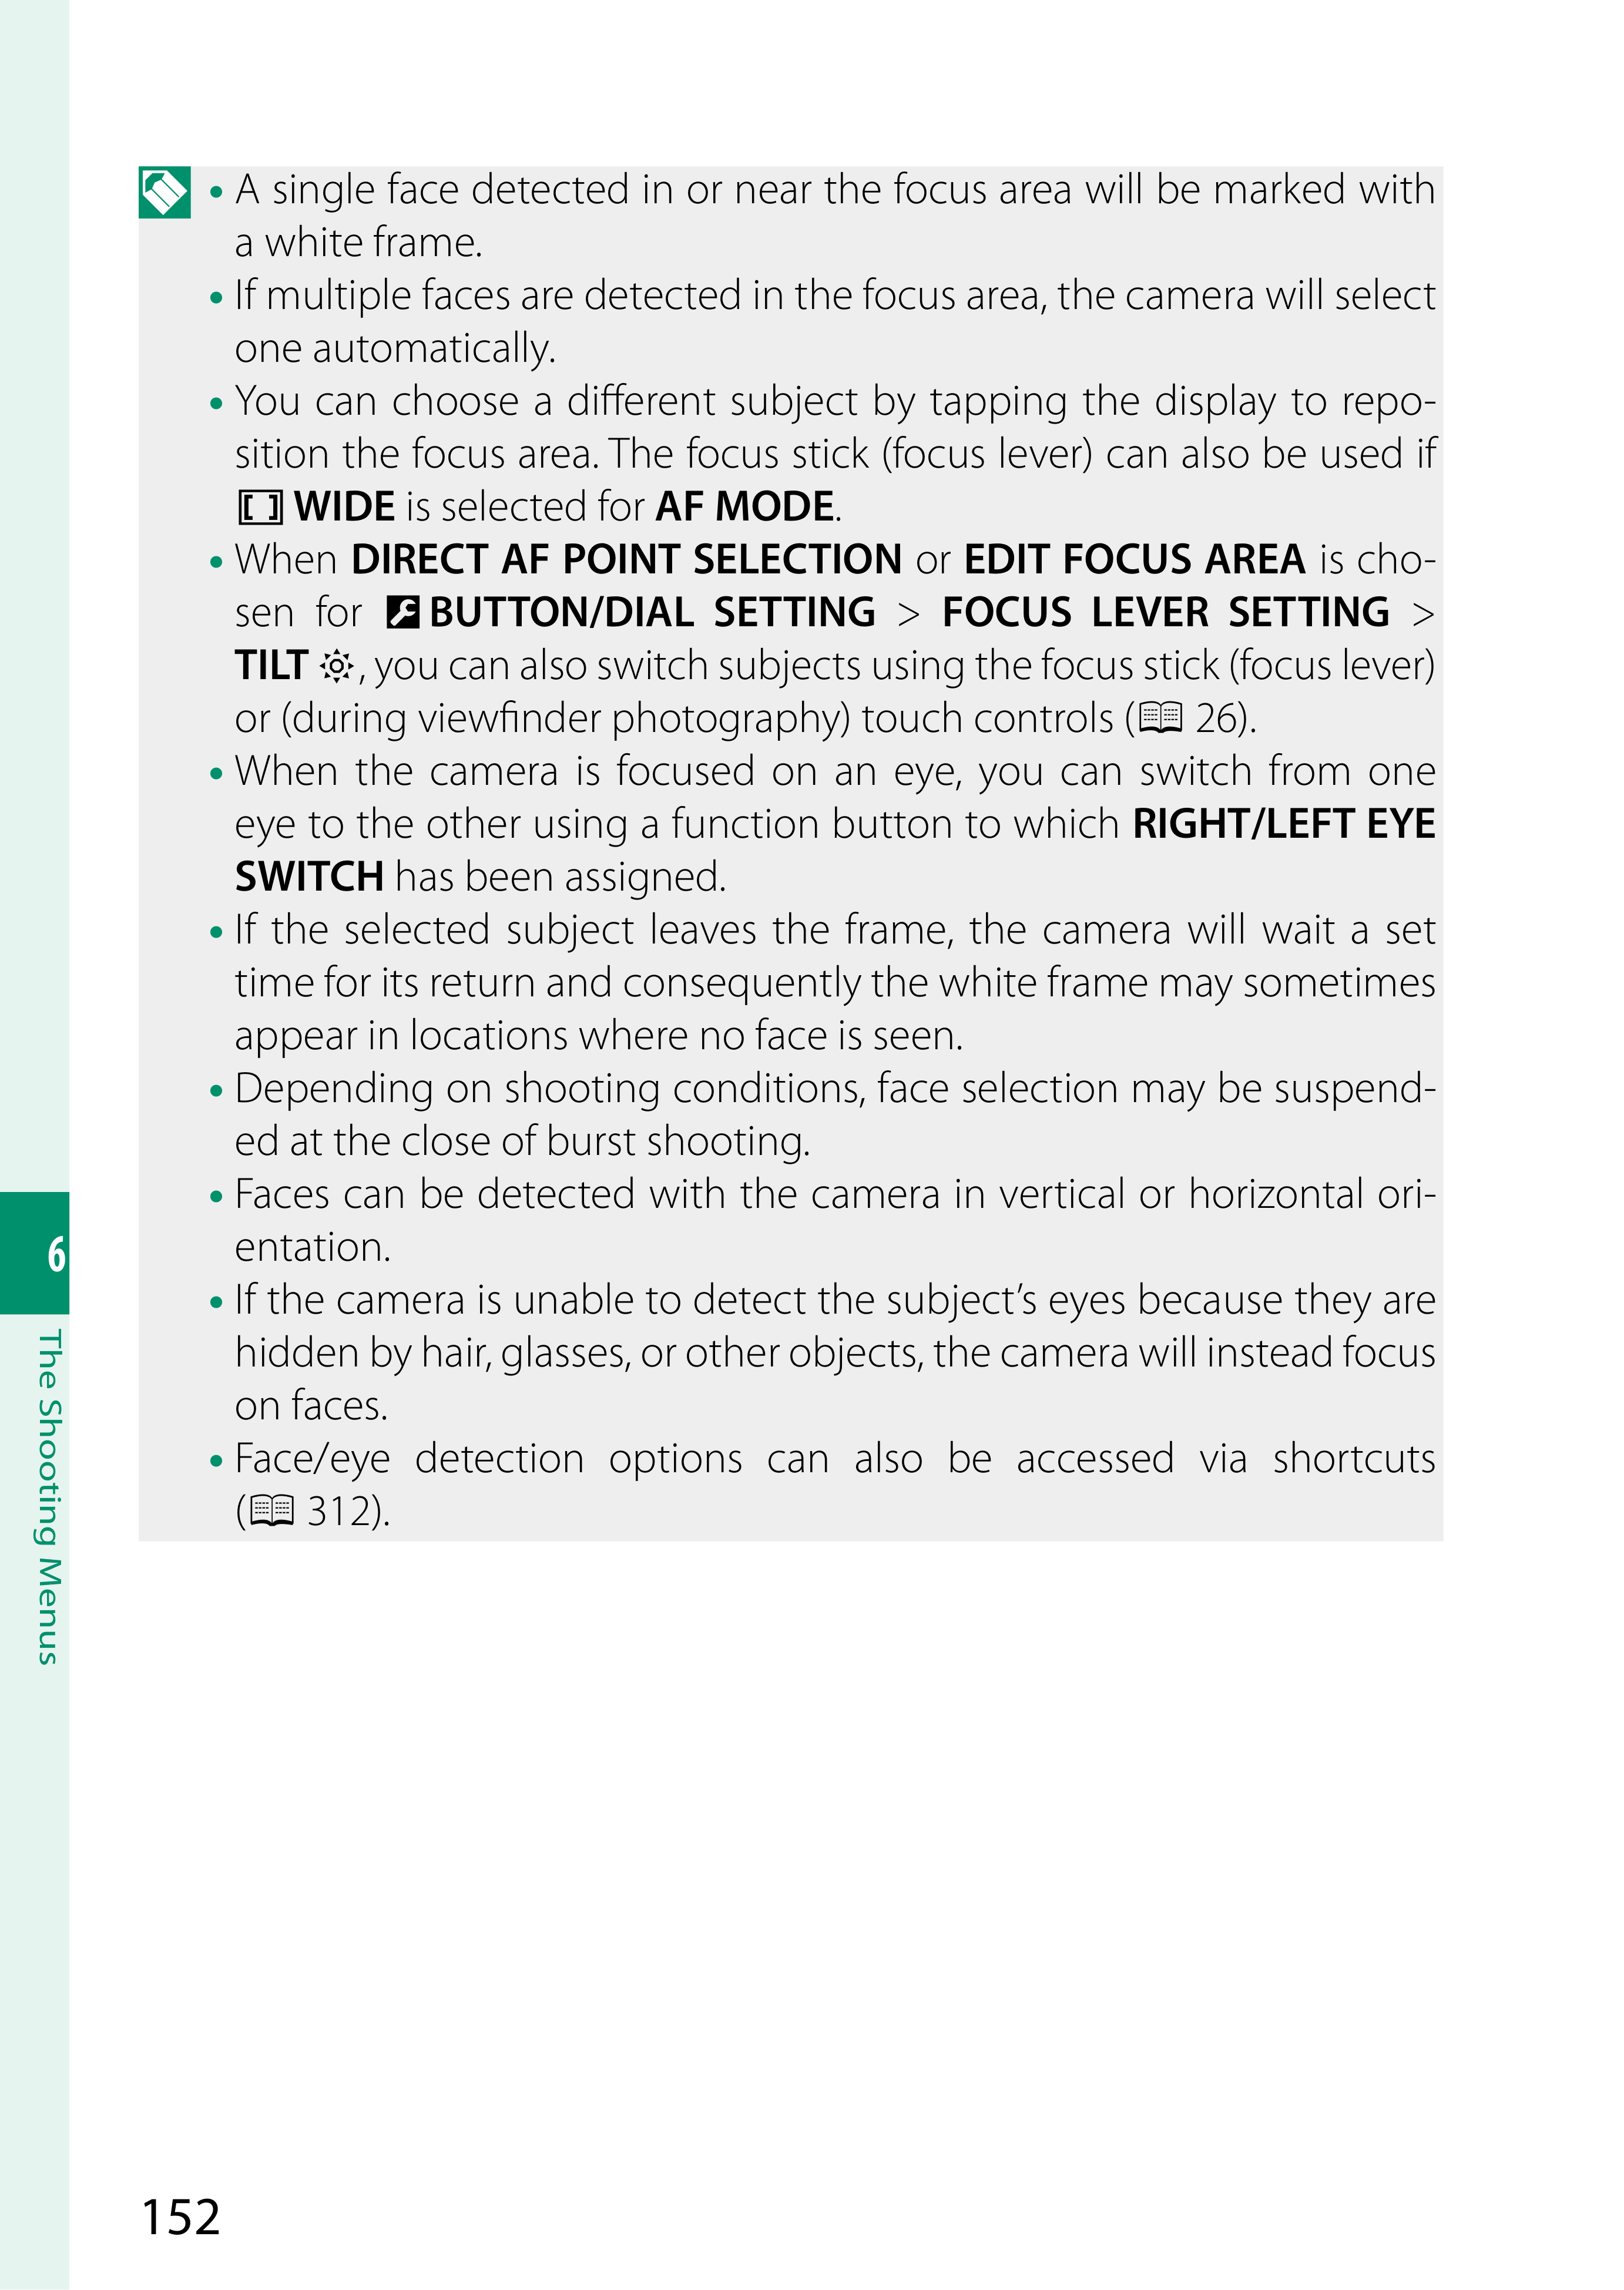 • A single face detected in or near the focus area will be marked with
a white frame.
• If multiple faces are detected in the focus area, the camera will select
one automatically.
• You can choose a different subject by tapping the display to repo-
sition the focus area. The focus stick (focus lever) can also be used if
WIDE is selected for AF MODE.
• When DIRECT AF POINT SELECTION or EDIT FOCUS AREA is cho-
sen for BUTTON/DIAL SETTING > FOCUS LEVER SETTING >
TILT , you can also switch subjects using the focus stick (focus lever)
or (during viewfinder photography) touch controls ( 26).
• When the camera is focused on an eye, you can switch from one
eye to the other using a function button to which RIGHT/LEFT EYE
SWITCH has been assigned.
• If the selected subject leaves the frame, the camera will wait a set
time for its return and consequently the white frame may sometimes
appear in locations where no face is seen.
• Depending on shooting conditions, face selection may be suspend-
ed at the close of burst shooting.
• Faces can be detected with the camera in vertical or horizontal ori-
entation.
• If the camera is unable to detect the subject’s eyes because they are
hidden by hair, glasses, or other objects, the camera will instead focus
on faces.
• Face/eye detection options can also be accessed via shortcuts
( 312).
6
The Shooting Menus
152